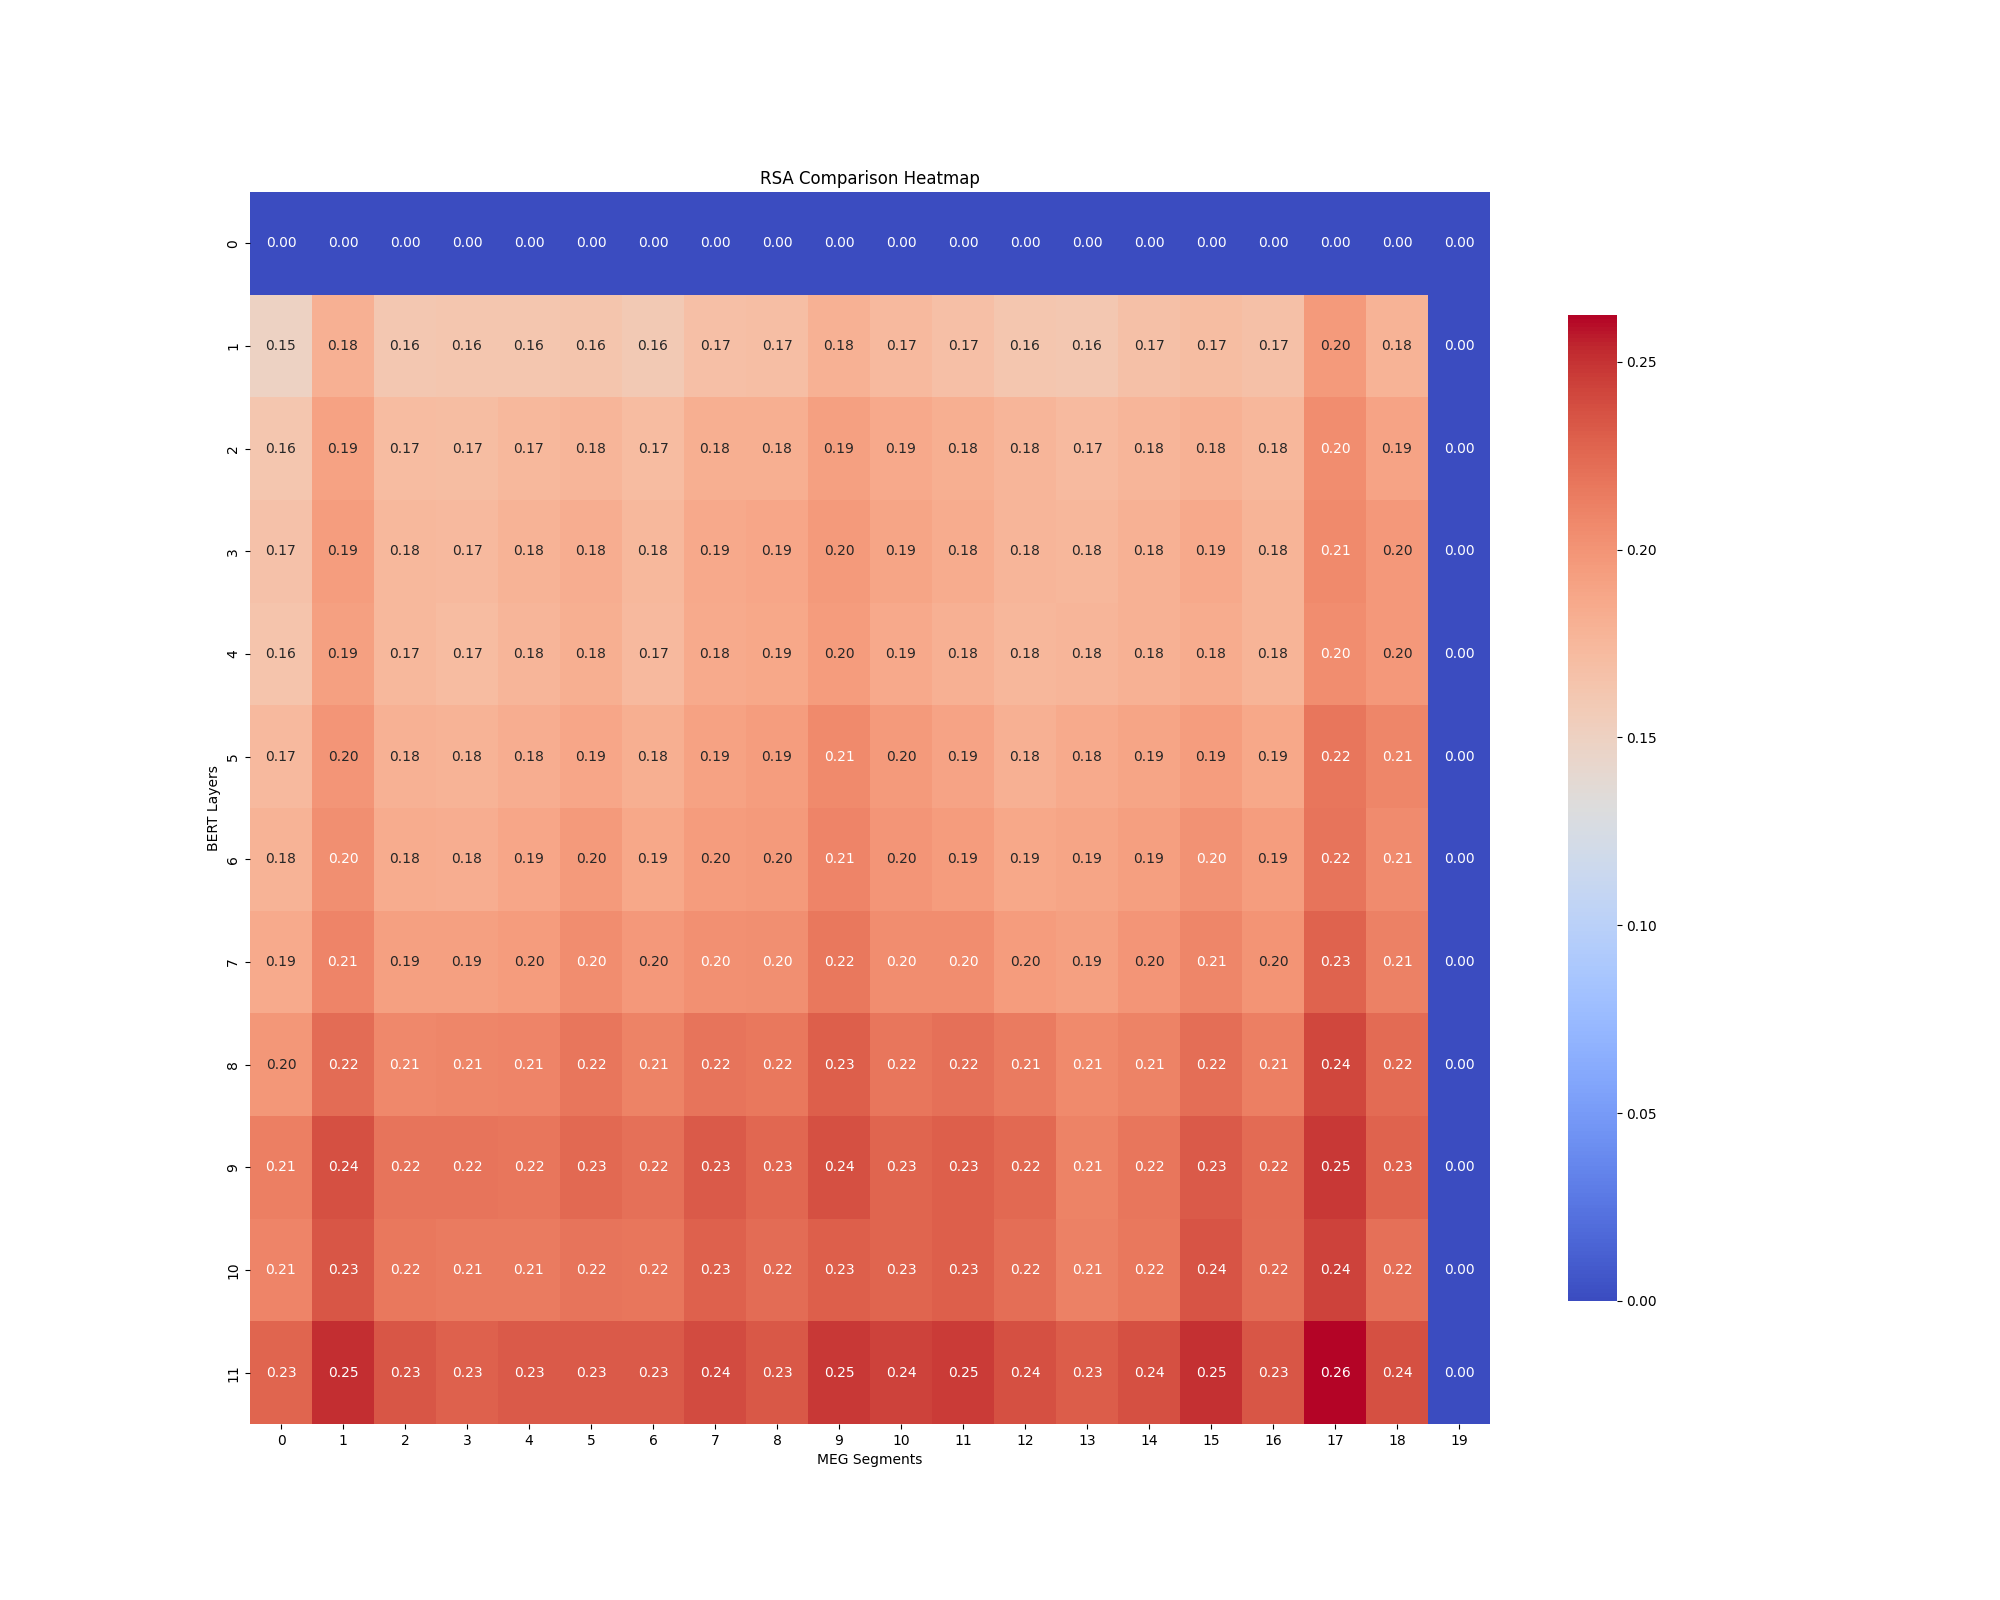 RSA Comparison Heatmap
0 0.00 0.00 0.00 0.00 0.00 0.00 0.00 0.00 0.00 0.00 0.00 0.00 0.00 0.00 0.00 0.00 0.00 0.00 0.00 0.00
1 0.15 0.18 0.16 0.16 0.16 0.16 0.16 0.17 0.17 0.18 0.17 0.17 0.16 0.16 0.17 0.17 0.17 0.20 0.18 0.00
2 0.16 0.19 0.17 0.17 0.17 0.18 0.17 0.18 0.18 0.19 0.19 0.18 0.18 0.17 0.18 0.18 0.18 0.20 0.19 0.00
3 0.17 0.19 0.18 0.17 0.18 0.18 0.18 0.19 0.19 0.20 0.19 0.18 0.18 0.18 0.18 0.19 0.18 0.21 0.20 0.00
4 0.16 0.19 0.17 0.17 0.18 0.18 0.17 0.18 0.19 0.20 0.19 0.18 0.18 0.18 0.18 0.18 0.18 0.20 0.20 0.00
5 0.17 0.20 0.18 0.18 0.18 0.19 0.18 0.19 0.19 0.21 0.20 0.19 0.18 0.18 0.19 0.19 0.19 0.22 0.21 0.00
BERT Layers
6 0.18 0.20 0.18 0.18 0.19 0.20 0.19 0.20 0.20 0.21 0.20 0.19 0.19 0.19 0.19 0.20 0.19 0.22 0.21 0.00
7 0.19 0.21 0.19 0.19 0.20 0.20 0.20 0.20 0.20 0.22 0.20 0.20 0.20 0.19 0.20 0.21 0.20 0.23 0.21 0.00
8 0.20 0.22 0.21 0.21 0.21 0.22 0.21 0.22 0.22 0.23 0.22 0.22 0.21 0.21 0.21 0.22 0.21 0.24 0.22 0.00
9 0.21 0.24 0.22 0.22 0.22 0.23 0.22 0.23 0.23 0.24 0.23 0.23 0.22 0.21 0.22 0.23 0.22 0.25 0.23 0.00
10 0.21 0.23 0.22 0.21 0.21 0.22 0.22 0.23 0.22 0.23 0.23 0.23 0.22 0.21 0.22 0.24 0.22 0.24 0.22 0.00
11 0.23 0.25 0.23 0.23 0.23 0.23 0.23 0.24 0.23 0.25 0.24 0.25 0.24 0.23 0.24 0.25 0.23 0.26 0.24 0.00
0 1 2 3 4 5 6 7 8 9 10 11 12 13 14 15 16 17 18 19
MEG Segments
0.25
0.20
0.15
0.10
0.05
0.00